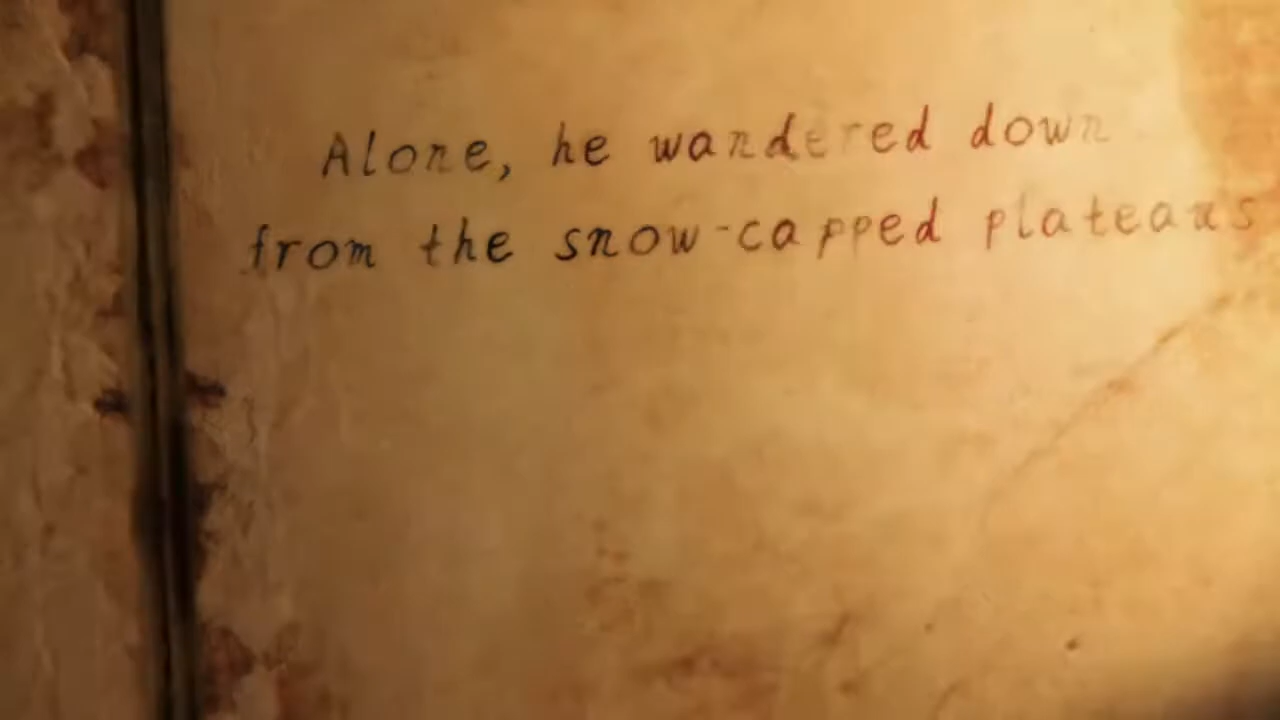 Alone, he wandered down
from the snow-capped plateaus